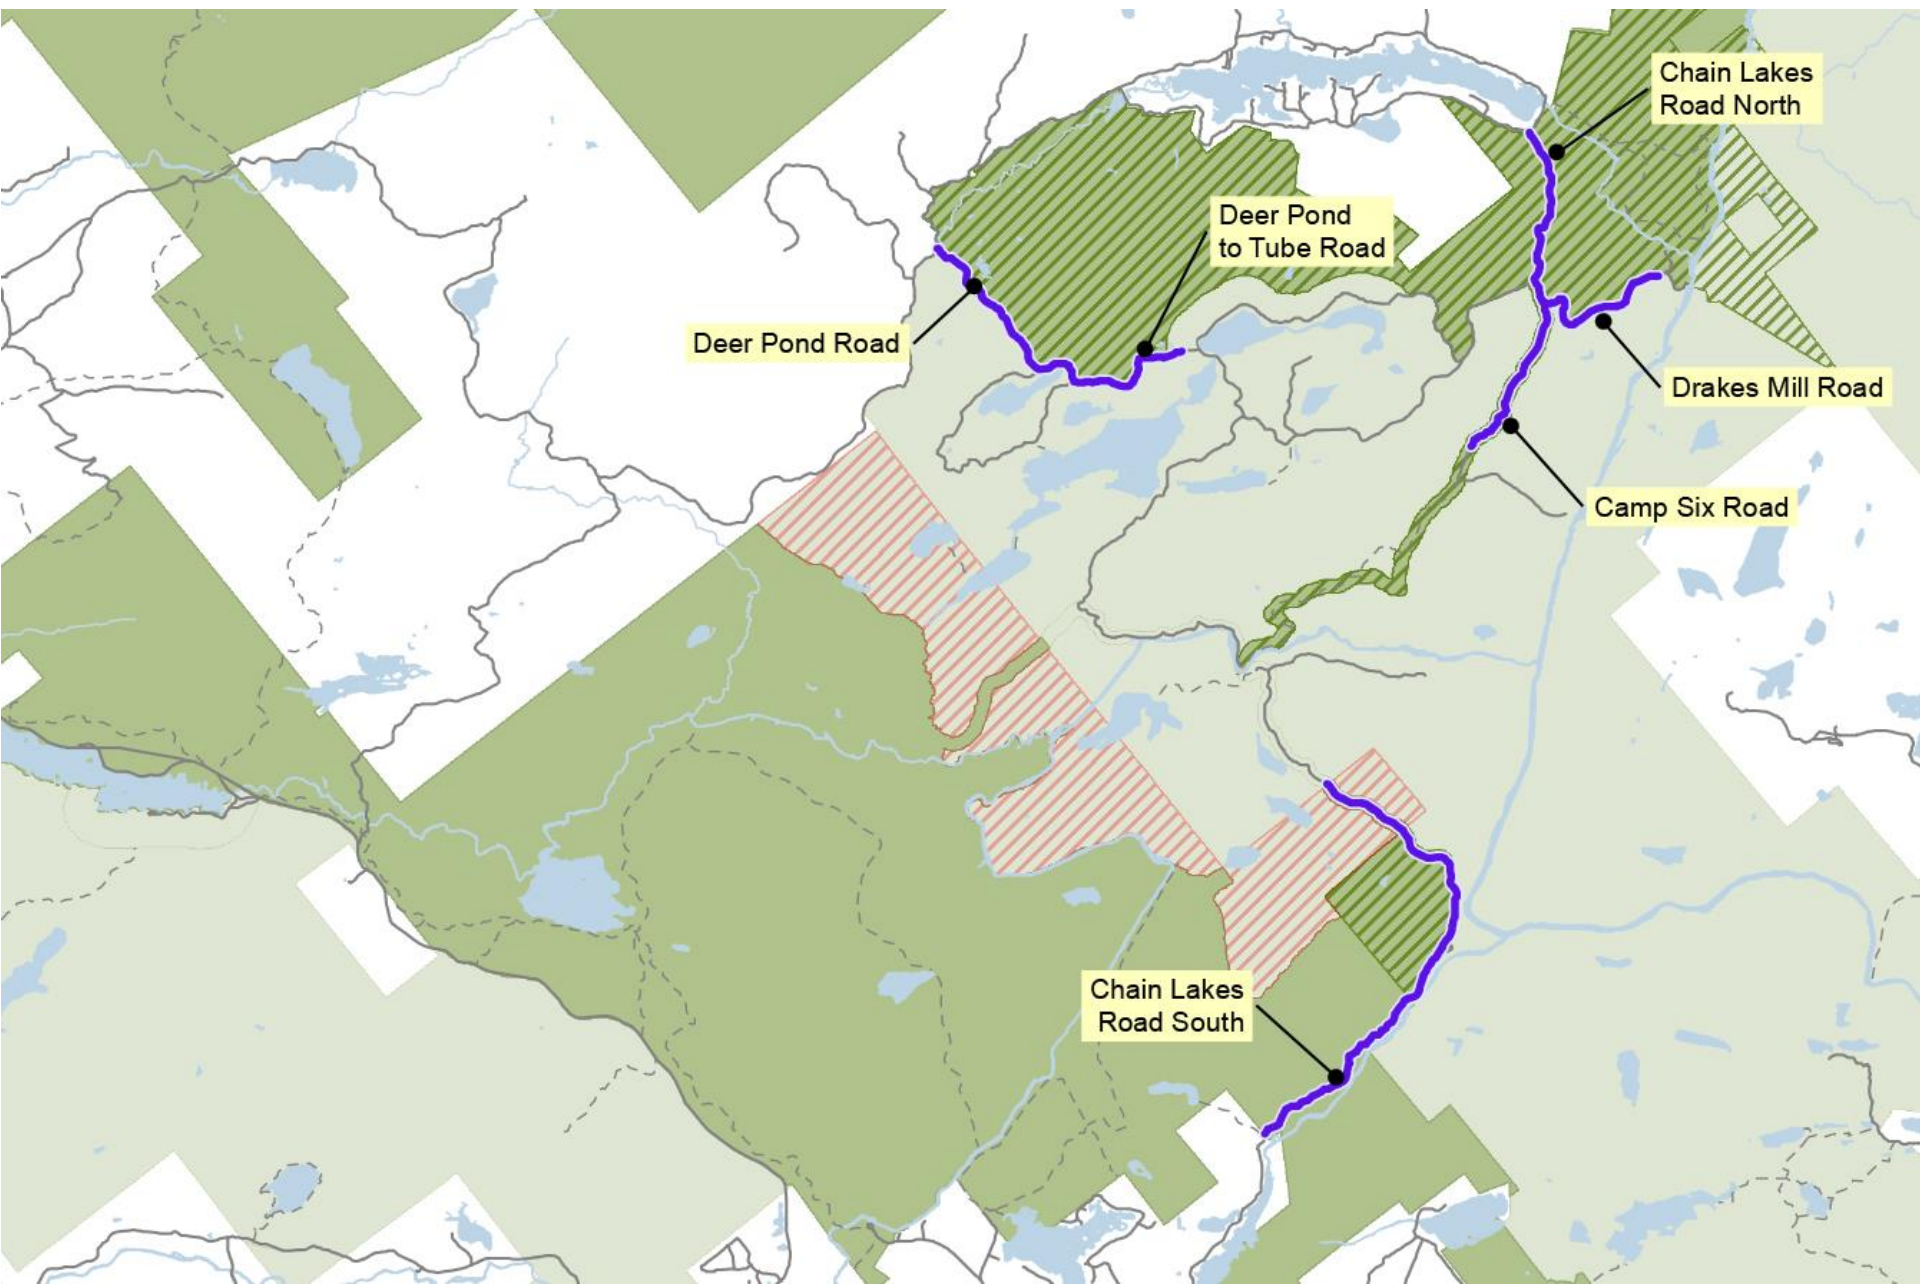 Chain Lakes
Road North
Deer Pond
to Tube Road
Deer Pond Road
Drakes Mill Road
Camp Six Road
Chain Lakes
Road South